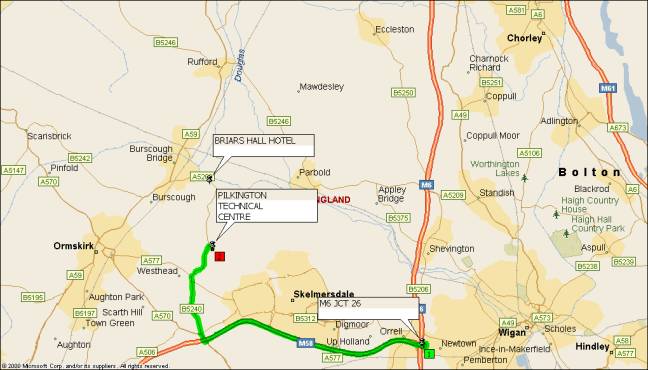 Eccleston
A581
A6
Chorley
B5246
Rufford
Douglas
Charnock
Richard
M61
Mawdesley
B5250
A49
Coppull
B5246
Adlington
A673
Scarisbrick
A59
Burscough
Bridge
Coppull Moor
B5242
A5106
A5147
Pinfold
BRIARS HALL HOTEL
Parbold
Worthington
Lakes
Bolton
A570
M6
A5209
Standish
Blackrod
Burscough
PILKINGTON
TECHNICAL
CENTRE
ENGLAND
Appley
Bridge
Haigh Country
House
B5375
Haigh Hall
Country Park
Ormskirk
Shevington
Aspull
A577
B5238
A59
Westhead
B5206
B5239
B5195
Aughton Park
Skelmersdale
M6 JCT 26
B5197
Scarth Hill
B5240
6
Town Green
B5312
Digmoor
Orrell
A49
A573
Wigan
Scholes
Aughton
A506
M58
Up Holland
A577
Newtown
Ince-in-Makerfield
Hindley
Pemberton
A570
© 2000 Microsoft Corp. and/or its suppliers. All rights reserved.